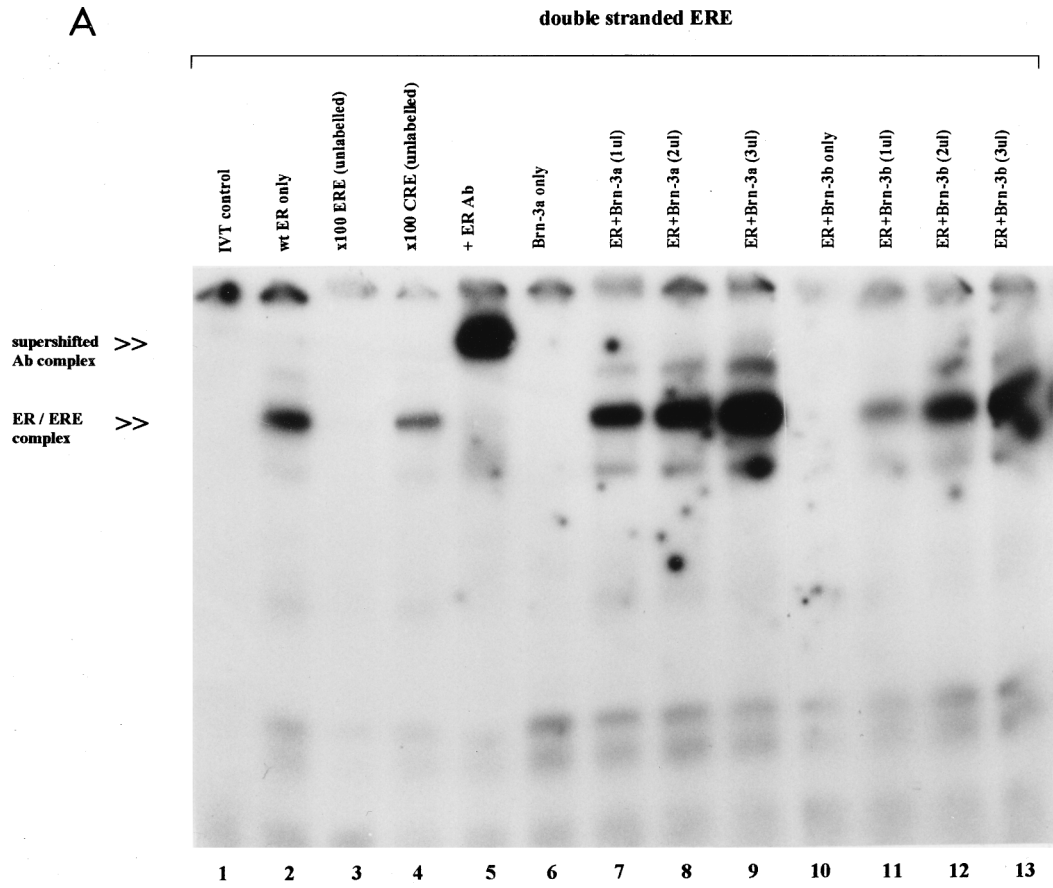 A
double stranded ERE
IVT control
wt ER only
x100 ERE (unlabelled)
x100 CRE (unlabelled)
+ ER Ab
Brn-3a only
ER+Brn-3a (1ul)
ER+Brn-3a (2ul)
ER+Brn-3a (3ul)
ER+Brn-3b only
ER+Brn-3b (1ul)
ER+Brn-3b (2ul)
ER+Brn-3b (3ul)
supershifted >>
Ab complex
ER / ERE >>
complex
1 2 3 4 5 6 7 8 9 10 11 12 13